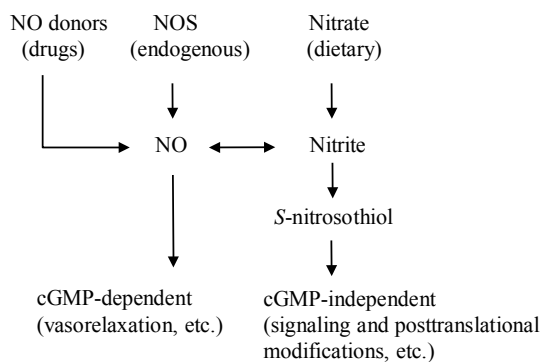 NO donors
(drugs)
NOS
(endogenous)
Nitrate
(dietary)
NO
Nitrite
S-nitrosothiol
cGMP-dependent
(vasorelaxation, etc.)
cGMP-independent
(signaling and posttranslational
modifications, etc.)